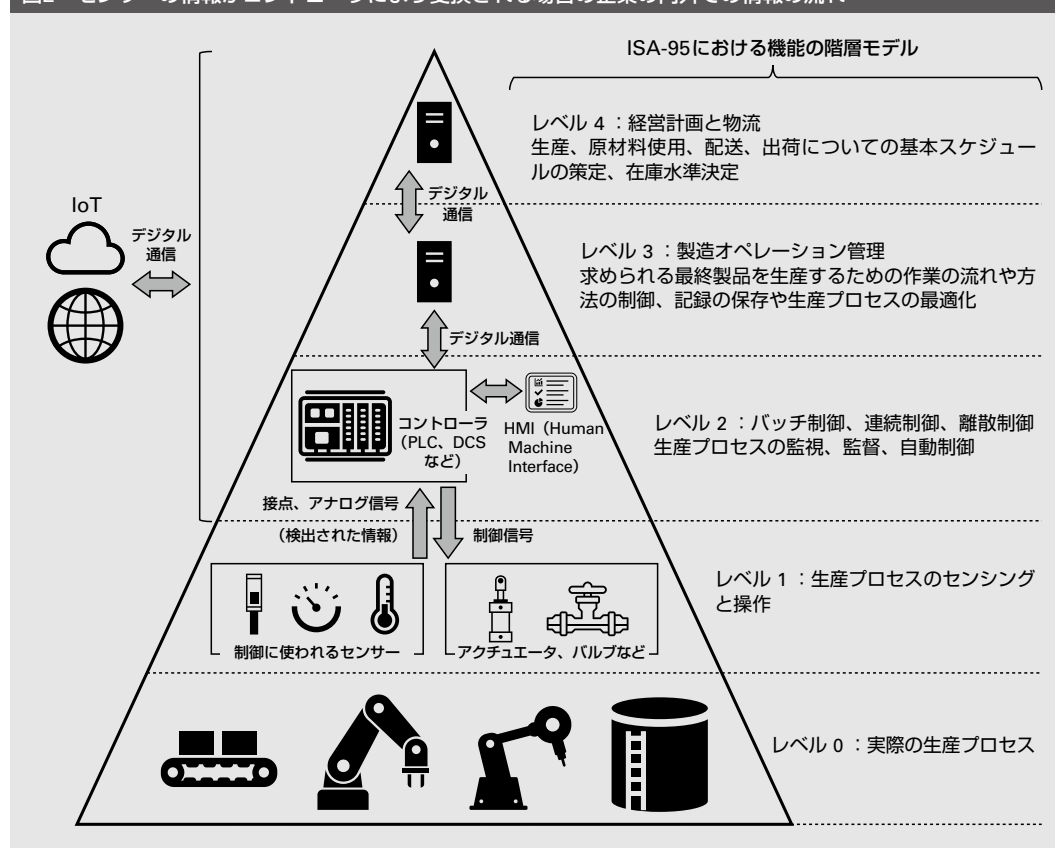 ISA-95における機能の階層モデル
レベル 4 ：経営計画と物流
生産、原材料使用、配送、出荷についての基本スケジュー
ルの策定、在庫水準決定
デジタル
通信
IoT
デジタル
通信
レベル 3 ：製造オペレーション管理
求められる最終製品を生産するための作業の流れや方
法の制御、記録の保存や生産プロセスの最適化
デジタル通信
コントローラ
（PLC、DCS
など）
HMI（Human
Machine
Interface）
レベル 2 ：バッチ制御、連続制御、離散制御
生産プロセスの監視、監督、自動制御
接点、アナログ信号
（検出された情報）
制御信号
レベル 1 ：生産プロセスのセンシング
と操作
制御に使われるセンサー
アクチュエータ、バルブなど
レベル 0 ：実際の生産プロセス